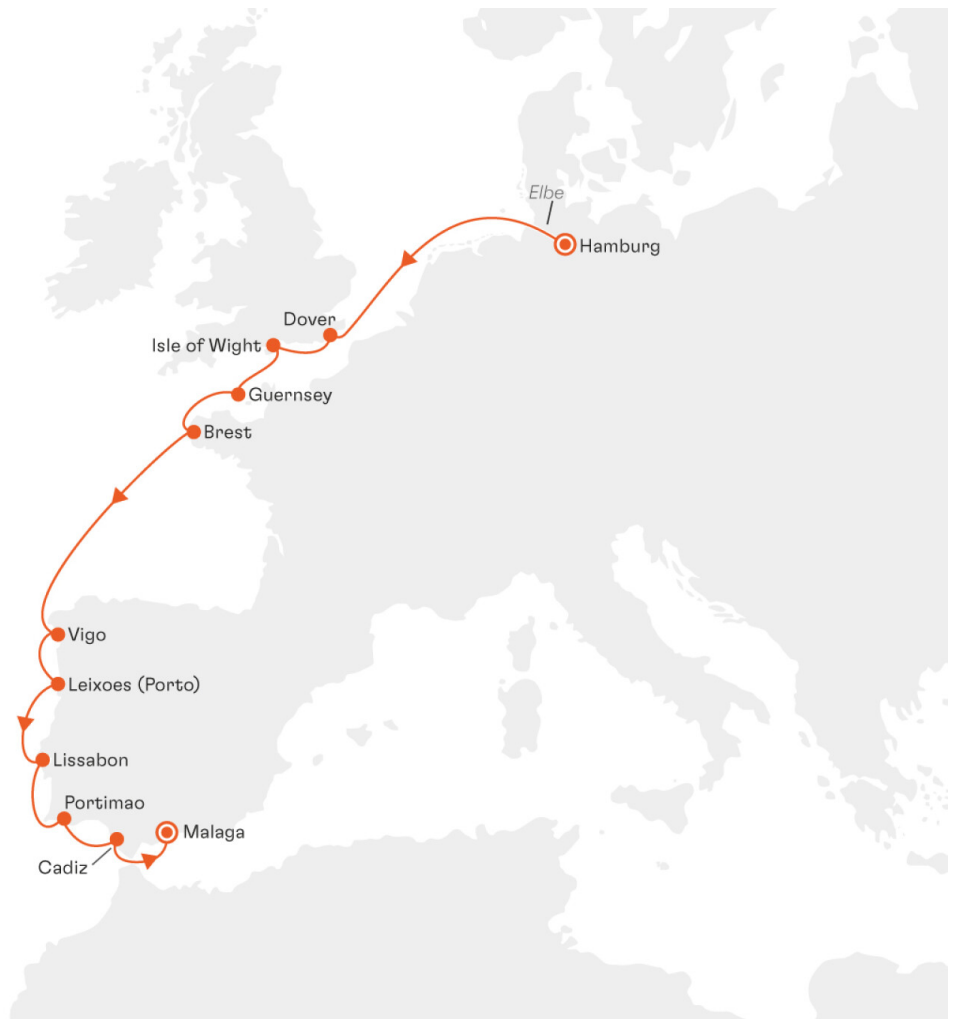 Elbe
Hamburg
Dover
Isle of Wight
Guernsey
Brest
Vigo
Leixoes (Porto)
Lissabon
Portimao
Malaga
Cadiz